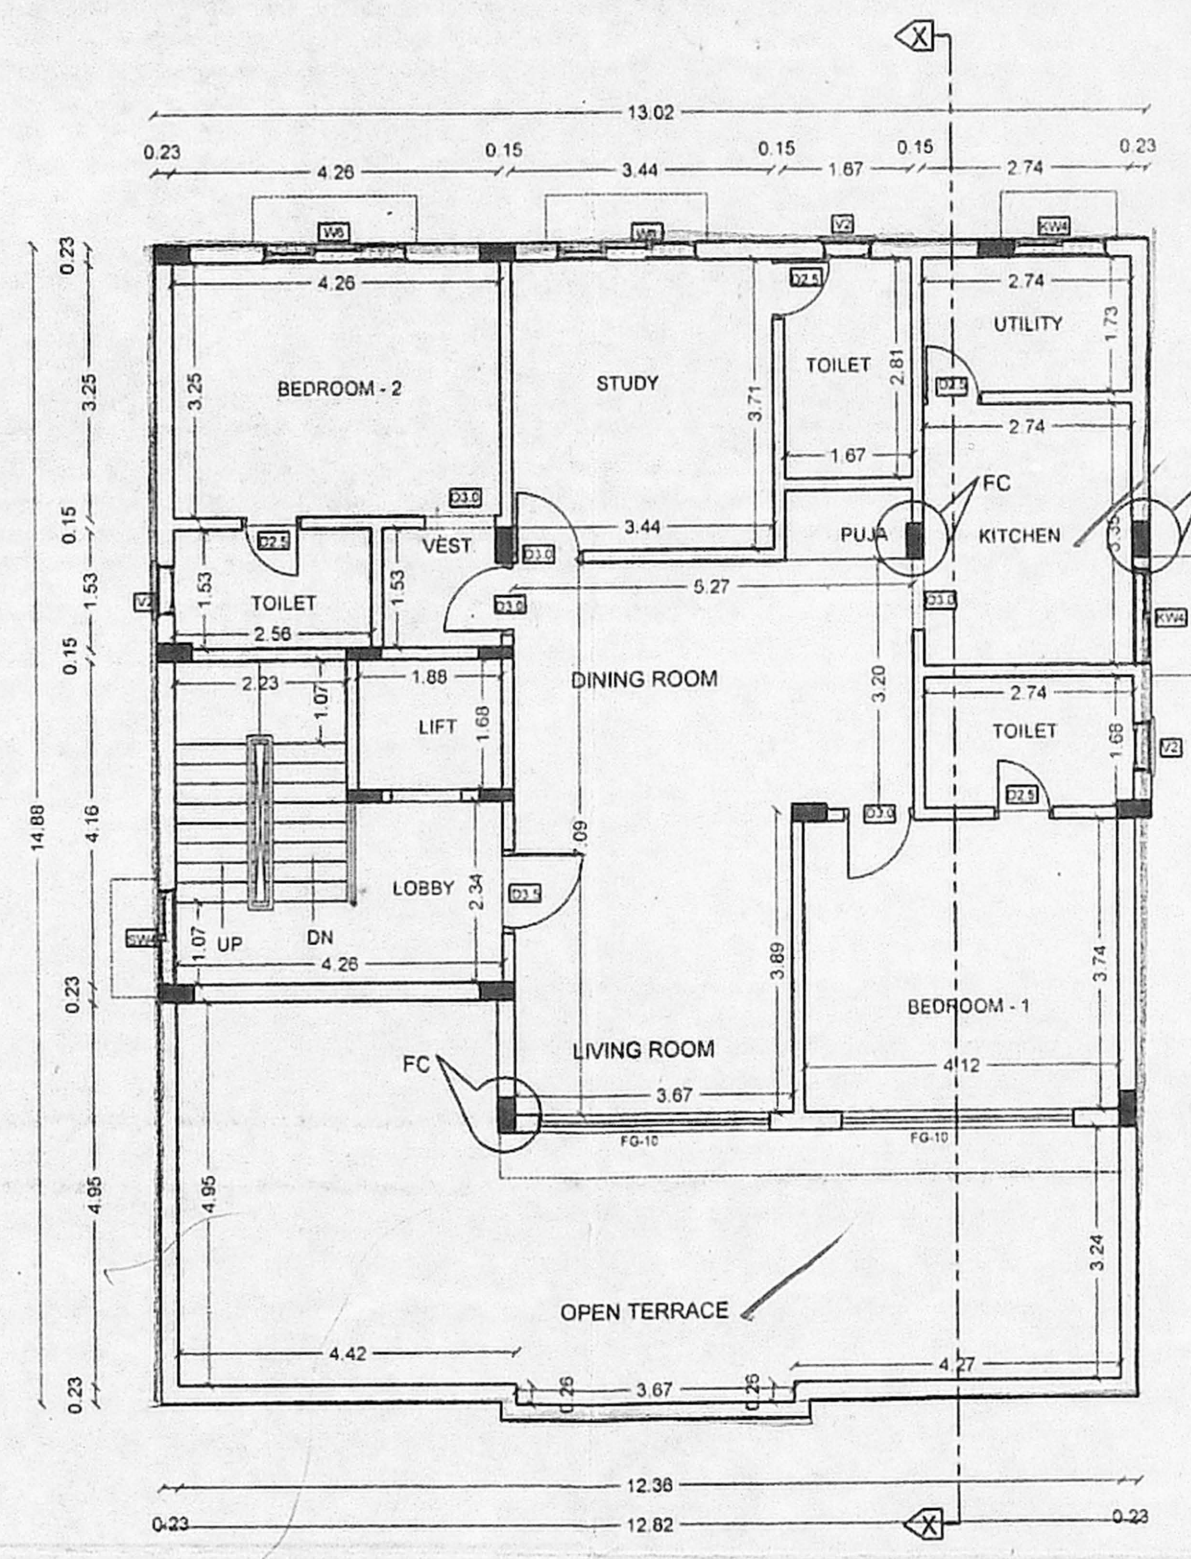 X
13.02
0.23
0.15
0.15
0.15
0.23
4.26
3.44
1.67
2.74
W6
V2
KW4
0.23
4.26
2.74
UTILITY
1.73
D2.5
TOILET
2.81
BEDROOM - 2
STUDY
3.25
3.25
3.71
D2.5
2.74
1.67
FC
D3.0
0.15
3.44
PUJA
KITCHEN
3.35
VEST.
D2.5
D3.0
1.53
1.53
1.53
5.27
V2
TOILET
D3.0
D3.0
KW4
2.56
0.15
2.23
1.07
1.88
DINING ROOM
3.20
2.74
LIFT
1.68
TOILET
1.68
V2
D2.5
14.88
4.16
D3.0
LOBBY
2.34
D3.5
UP
DN
1.07
4.26
3.89
3.74
0.23
BEDROOM - 1
FC
LIVING ROOM
4.12
3.67
FG-10
FG-10
4.95
4.95
3.24
OPEN TERRACE
4.42
4.27
0.23
0.26
3.67
0.26
12.38
0.23
12.82
X
0.23